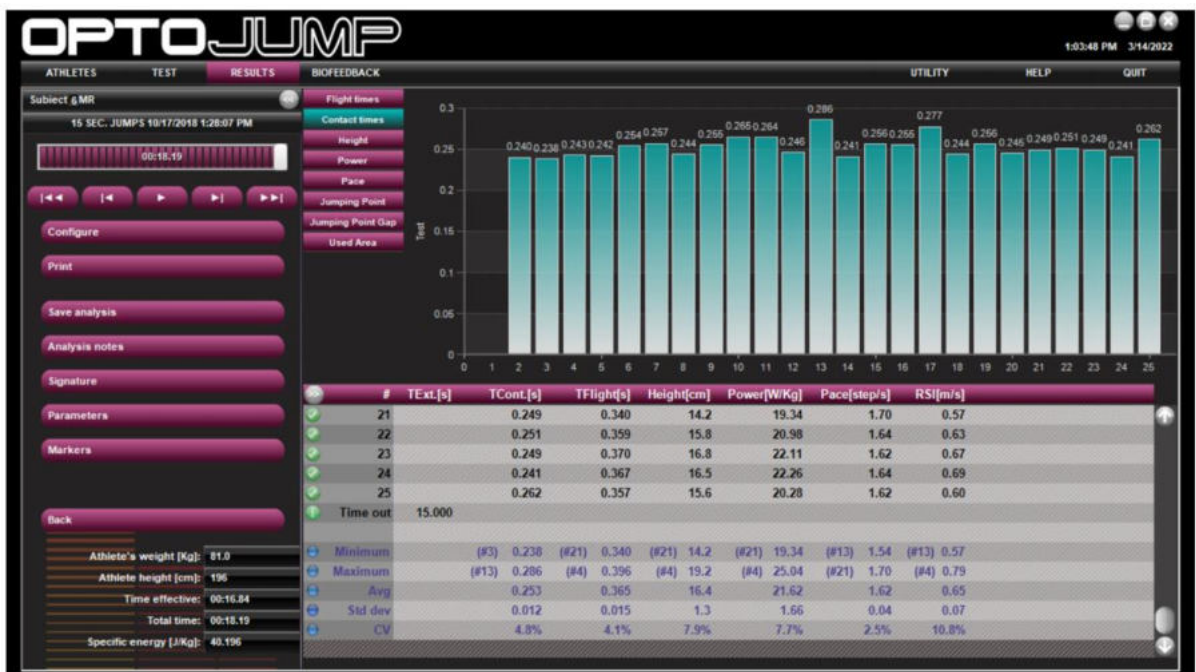 OPTOJUMP
1:03:48 PM 3/14/2022
ATHLETES TEST RESULTS BIOFEEDBACK UTILITY HELP QUIT
Subject &MR
15 SEC. JUMPS 10/17/2018 1:28:07 PM
00:18.19
Configure
Print
Save analysis
Analysis notes
Signature
Parameters
Markers
Back
Athlete's weight [Kg]: 81.0
Athlete height [cm]: 196
Time effective: 00:16.84
Total time: 00:18.19
Specific energy [J/Kg]: 40.196
Flight times
Contact times
Height
Power
Pace
Jumping Point
Jumping Point Gap
Used Area
Test
0.3
0.25
0.2
0.15
0.1
0.05
0
0.240 0.238 0.243 0.242 0.254 0.257 0.244 0.255 0.265 0.264 0.246 0.286 0.241 0.256 0.255 0.277 0.244 0.256 0.246 0.249 0.251 0.249 0.241 0.262
0 1 2 3 4 5 6 7 8 9 10 11 12 13 14 15 16 17 18 19 20 21 22 23 24 25
# TExt.[s] TCont.[s] TFlight[s] Height[cm] Power[W/Kg] Pace[step/s] RSI[m/s]
21 0.249 0.340 14.2 19.34 1.70 0.57
22 0.251 0.359 15.8 20.98 1.64 0.63
23 0.249 0.370 16.8 22.11 1.62 0.67
24 0.241 0.367 16.5 22.26 1.64 0.69
25 0.262 0.357 15.6 20.28 1.62 0.60
Time out 15.000
Minimum (#3) 0.238 (#21) 0.340 (#21) 14.2 (#21) 19.34 (#13) 1.54 (#13) 0.57
Maximum (#13) 0.286 (#4) 0.396 (#4) 19.2 (#4) 25.04 (#21) 1.70 (#4) 0.79
Avg 0.253 0.365 16.4 21.62 1.62 0.65
Std dev 0.012 0.015 1.3 1.66 0.04 0.07
CV 4.8% 4.1% 7.9% 7.7% 2.5% 10.8%